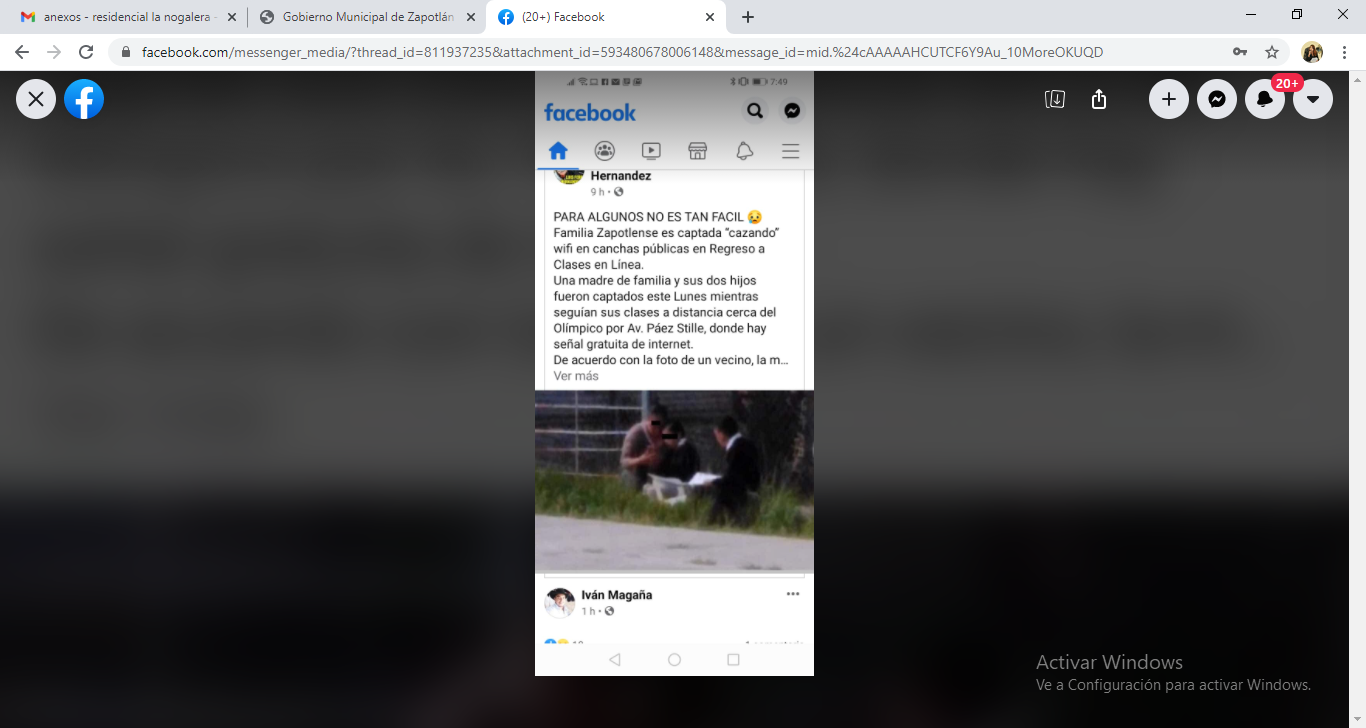 anexos - residencial la nogalera -
Gobierno Municipal de Zapotlán
(20+) Facebook
facebook.com/messenger_media/?thread_id=811937235&attachment_id=593480678006148&message_id=mid.%24cAAAAAHCUTCF6Y9Au_10MoreOKUQD
20+
7:49
facebook
Hernandez
9 h
PARA ALGUNOS NO ES TAN FACIL 😢
Familia Zapotlense es captada "cazando"
wifi en canchas públicas en Regreso a
Clases en Línea.
Una madre de familia y sus dos hijos
fueron captados este Lunes mientras
seguían sus clases a distancia cerca del
Olímpico por Av. Páez Stille, donde hay
señal gratuita de internet.
De acuerdo con la foto de un vecino, la m...
Ver más
Iván Magaña
1 h
Activar Windows
Ve a Configuración para activar Windows.